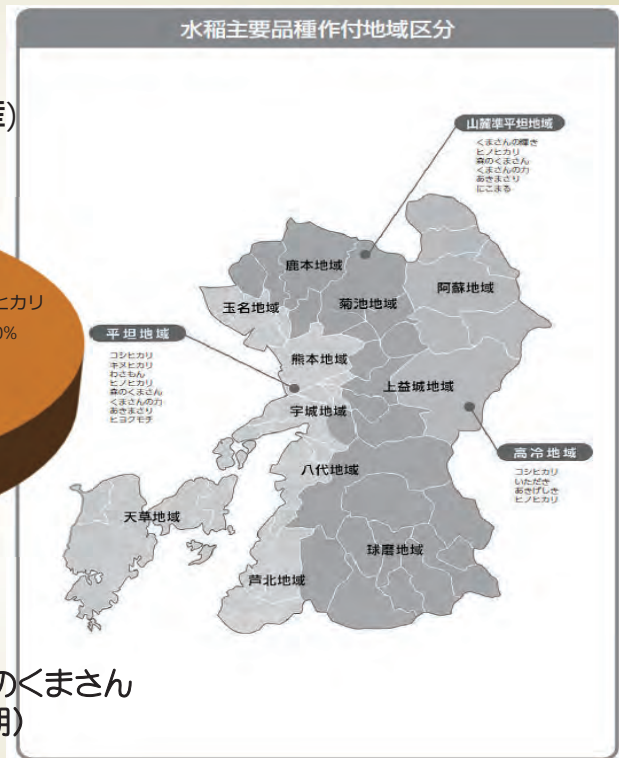 水稲主要品種作付地域区分
山麓準平坦地域
くまさんの輝き
ヒノヒカリ
森のくまさん
くまさんの力
あきまさり
にこまる
鹿本地域
阿蘇地域
菊池地域
玉名地域
ヒカリ
0%
平坦地域
コシヒカリ
キヌヒカリ
わさもん
ヒノヒカリ
森のくまさん
くまさんの力
あきまさり
ヒヨクモチ
熊本地域
上益城地域
宇城地域
高冷地域
コシヒカリ
いただき
あきげしき
ヒノヒカリ
八代地域
天草地域
球磨地域
芦北地域
のくまさん
期)